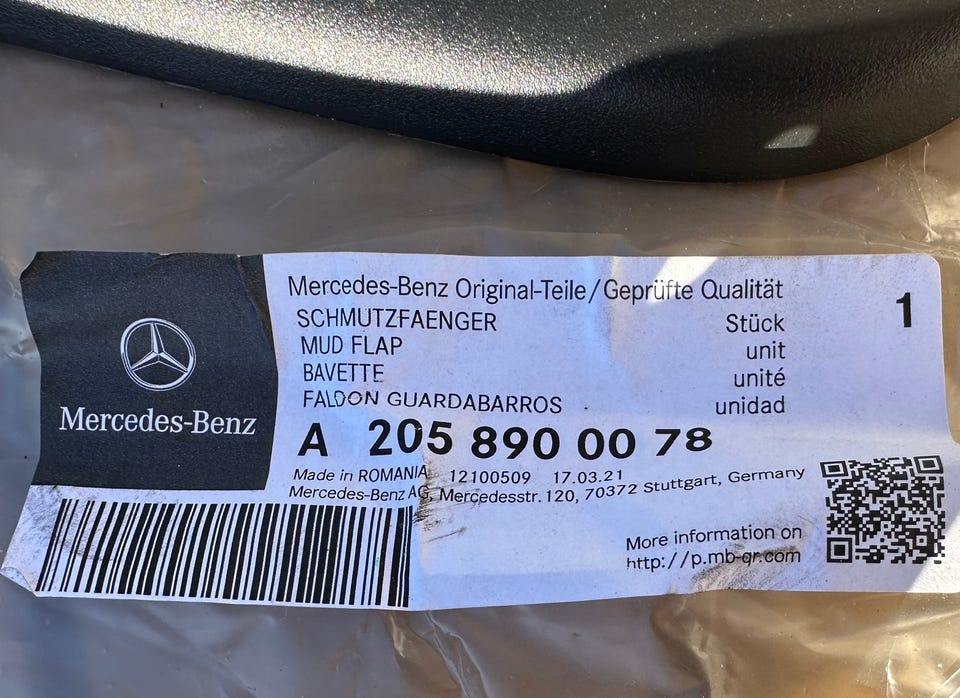 Mercedes-Benz
Mercedes-Benz Original-Teile/Geprüfte Qualität
1
SCHMUTZFAENGER Stück
MUD FLAP unit
BAVETTE unité
FALDON GUARDABARROS unidad
A 205 890 00 78
Made in ROMANIA 12100509 17.03.21
Mercedes-Benz AG, Mercedesstr. 120, 70372 Stuttgart, Germany
More information on
http://p.mb-qr.com